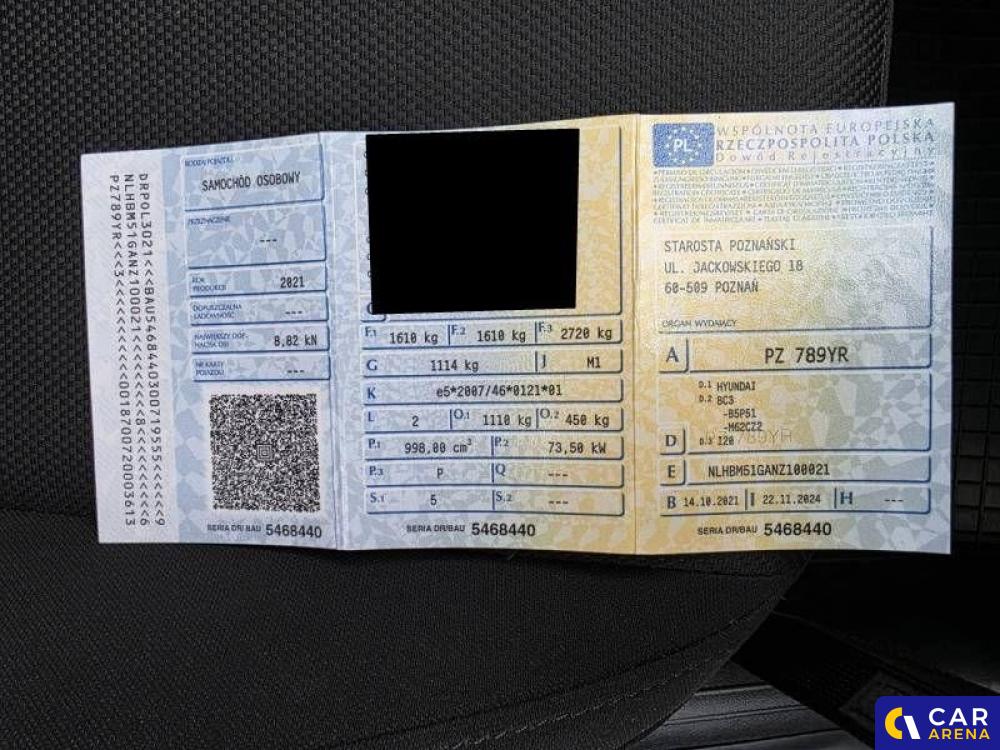 DRPOL3021<<BAU54684403007195555<<<<<9
NLHBM51GANZ100021<<<<<<<<<8<<<<<<<<6
PZ789YR<<<3<<<<<<<<<<0018700720003613
RODZAJ POJAZDU
SAMOCHÓD OSOBOWY
PRZEZNACZENIE
---
ROK PRODUKCJI
2021
DOPUSZCZALNA ŁADOWNOŚĆ
---
NAJWIĘKSZY DOP. NACISK OSI
8,82 kN
NR KARTY POJAZDU
---
SERIA DR/BAU 5468440
F.1 1610 kg F.2 1610 kg F.3 2720 kg
G 1114 kg J M1
K e5*2007/46*0121*01
L 2 O.1 1110 kg O.2 450 kg
P.1 998,00 cm³ P.2 73,50 kW
P.3 P Q ---
S.1 5 S.2 ---
SERIA DR/BAU 5468440
PL
WSPÓLNOTA EUROPEJSKA
RZECZPOSPOLITA POLSKA
Dowód Rejestracyjny
STAROSTA POZNAŃSKI
UL. JACKOWSKIEGO 18
60-509 POZNAŃ
ORGAN WYDAJĄCY
A PZ 789YR
D.1 HYUNDAI
D.2 BC3
-B5P51
-M62CZ2
D D.3 I20
E NLHBM51GANZ100021
B 14.10.2021 I 22.11.2024 H ---
SERIA DR/BAU 5468440
CAR
ARENA